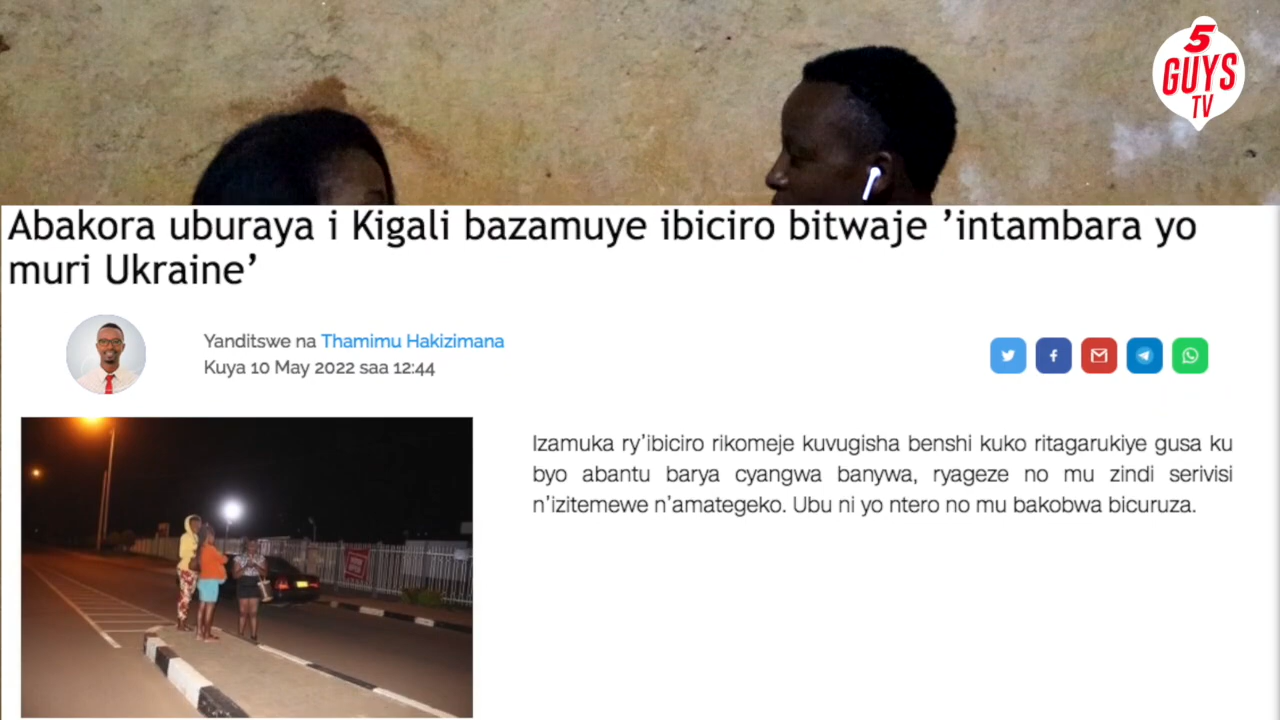 5
GUYS
TV
Abakora uburaya i Kigali bazamuye ibiciro bitwaje ’intambara yo
muri Ukraine’
Yanditswe na Thamimu Hakizimana
Kuya 10 May 2022 saa 12:44
Izamuka ry’ibiciro rikomeje kuvugisha benshi kuko ritagarukiye gusa ku
byo abantu barya cyangwa banywa, ryageze no mu zindi serivisi
n’izitemewe n’amategeko. Ubu ni yo ntero no mu bakobwa bicuruza.